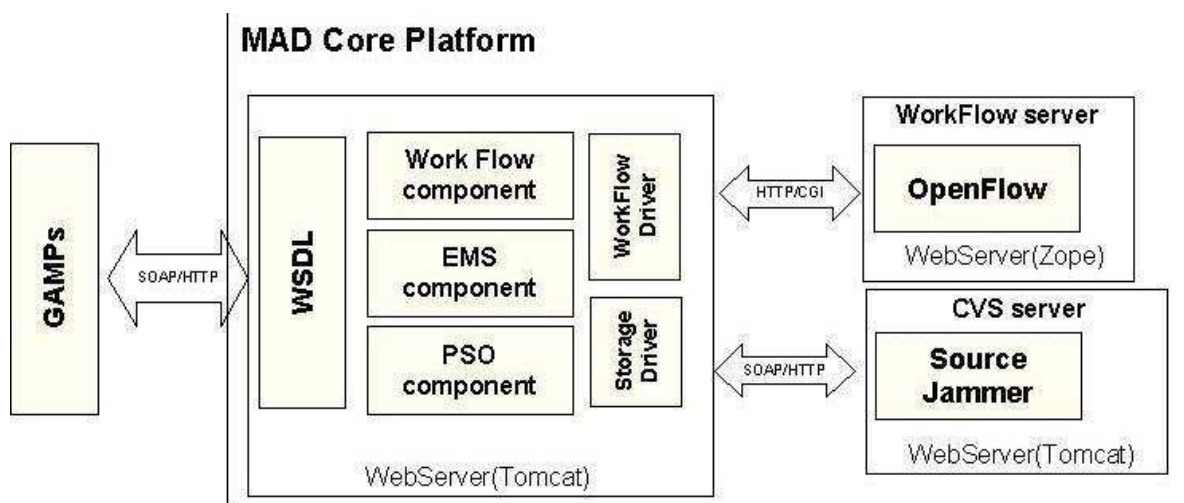 MAD Core Platform
GAMPs
SOAP/HTTP
WSDL
Work Flow
component
EMS
component
PSO
component
WorkFlow
Driver
Storage
Driver
WebServer(Tomcat)
HTTP/CGI
SOAP/HTTP
WorkFlow server
OpenFlow
WebServer(Zope)
CVS server
Source
Jammer
WebServer(Tomcat)